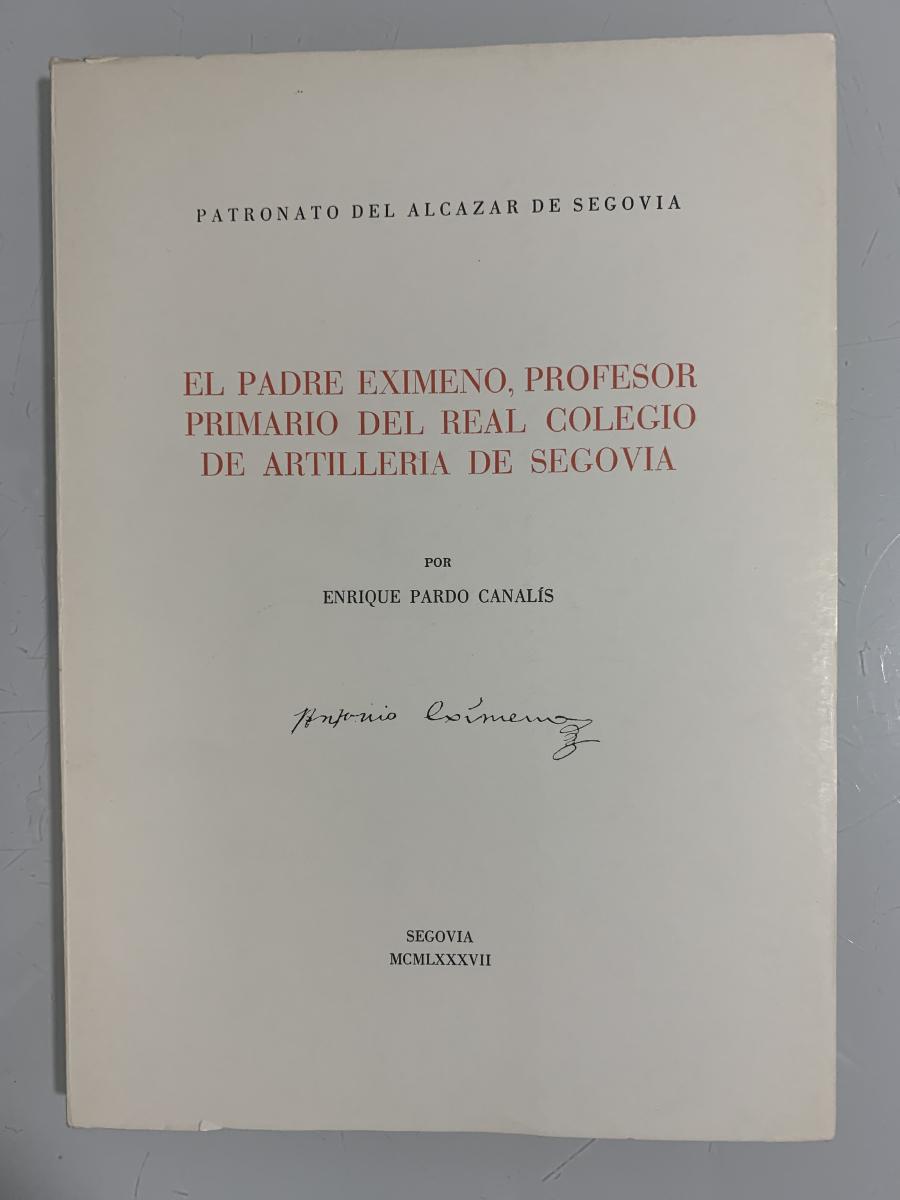 PATRONATO DEL ALCAZAR DE SEGOVIA
EL PADRE EXIMENO, PROFESOR
PRIMARIO DEL REAL COLEGIO
DE ARTILLERIA DE SEGOVIA
POR
ENRIQUE PARDO CANALÍS
Antonio Eximeno
SEGOVIA
MCMLXXXVII